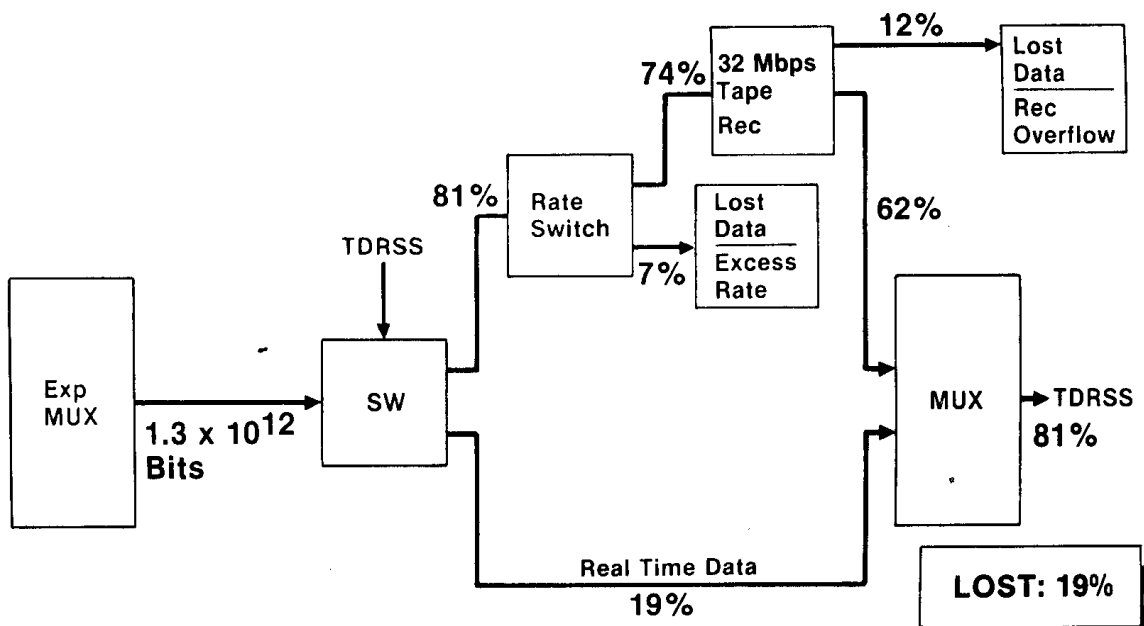 12%
32 Mbps
Tape
Rec
Lost
Data
Rec
Overflow
74%
81%
Rate
Switch
Lost
Data
Excess
Rate
7%
62%
TDRSS
Exp
MUX
1.3 x 10^12
Bits
SW
MUX
TDRSS
81%
Real Time Data
19%
LOST: 19%